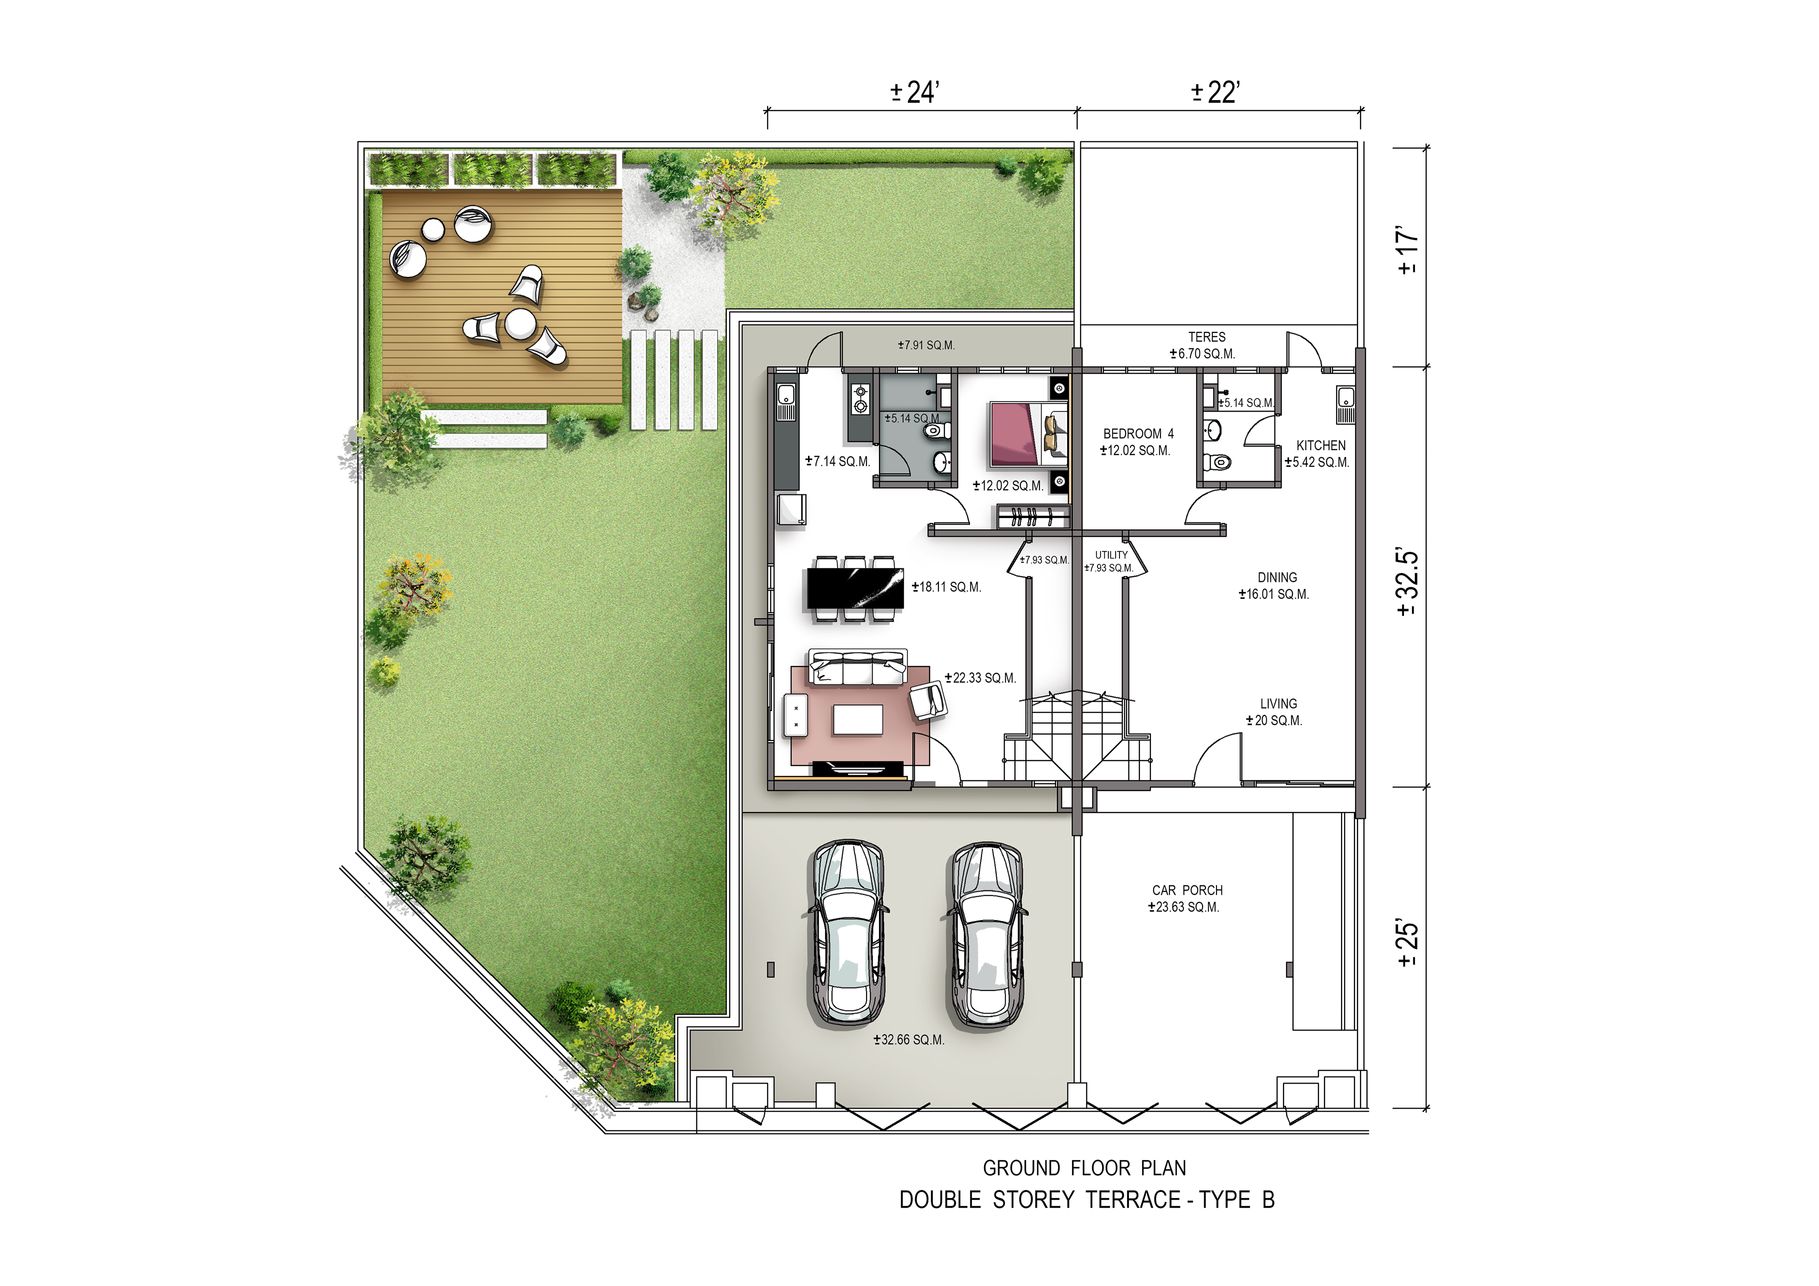 ±24’
±22’
±17’
TERES
±6.70 SQ.M.
±7.91 SQ.M.
±5.14 SQ.M.
±5.14 SQ.M.
BEDROOM 4
±12.02 SQ.M.
KITCHEN
±5.42 SQ.M.
±7.14 SQ.M.
±12.02 SQ.M.
±7.93 SQ.M.
UTILITY
±7.93 SQ.M.
DINING
±16.01 SQ.M.
±18.11 SQ.M.
±32.5’
±22.33 SQ.M.
LIVING
±20 SQ.M.
CAR PORCH
±23.63 SQ.M.
±25’
±32.66 SQ.M.
GROUND FLOOR PLAN
DOUBLE STOREY TERRACE - TYPE B